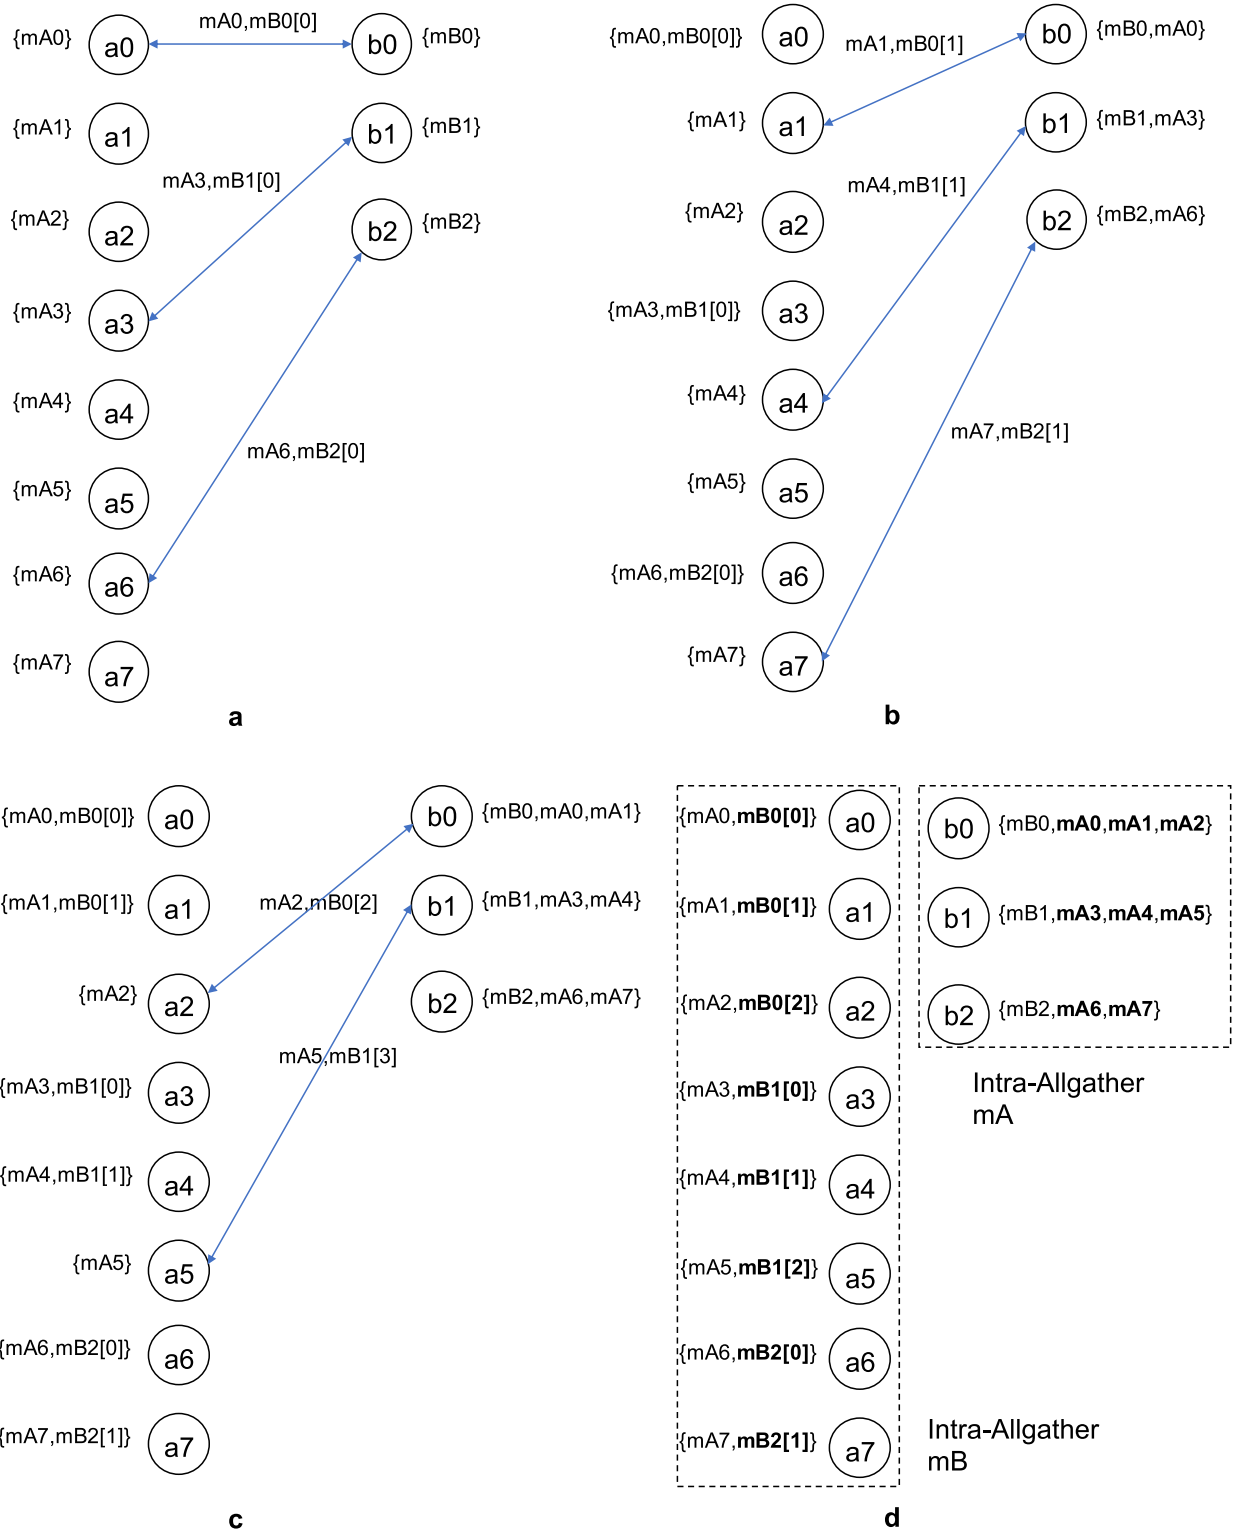 mA0,mB0[0]
{mA0} a0 b0 {mB0}
{mA1} a1 b1 {mB1}
mA3,mB1[0]
{mA2} a2 b2 {mB2}
{mA3} a3
{mA4} a4
mA6,mB2[0]
{mA5} a5
{mA6} a6
{mA7} a7
a
{mA0,mB0[0]} a0 b0 {mB0,mA0}
mA1,mB0[1]
{mA1} a1 b1 {mB1,mA3}
mA4,mB1[1]
{mA2} a2 b2 {mB2,mA6}
{mA3,mB1[0]} a3
{mA4} a4
mA7,mB2[1]
{mA5} a5
{mA6,mB2[0]} a6
{mA7} a7
b
{mA0,mB0[0]} a0 b0 {mB0,mA0,mA1}
{mA1,mB0[1]} a1 b1 {mB1,mA3,mA4}
mA2,mB0[2]
{mA2} a2 b2 {mB2,mA6,mA7}
mA5,mB1[3]
{mA3,mB1[0]} a3
{mA4,mB1[1]} a4
{mA5} a5
{mA6,mB2[0]} a6
{mA7,mB2[1]} a7
c
{mA0,mB0[0]} a0 b0 {mB0,mA0,mA1,mA2}
{mA1,mB0[1]} a1 b1 {mB1,mA3,mA4,mA5}
{mA2,mB0[2]} a2 b2 {mB2,mA6,mA7}
Intra-Allgather
mA
{mA3,mB1[0]} a3
{mA4,mB1[1]} a4
{mA5,mB1[2]} a5
{mA6,mB2[0]} a6
{mA7,mB2[1]} a7
Intra-Allgather
mB
d